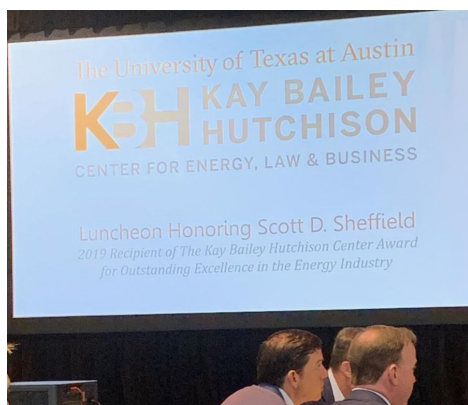 The University of Texas at Austin
KBH KAY BAILEY
HUTCHISON
CENTER FOR ENERGY, LAW & BUSINESS
Luncheon Honoring Scott D. Sheffield
2019 Recipient of The Kay Bailey Hutchison Center Award
for Outstanding Excellence in the Energy Industry